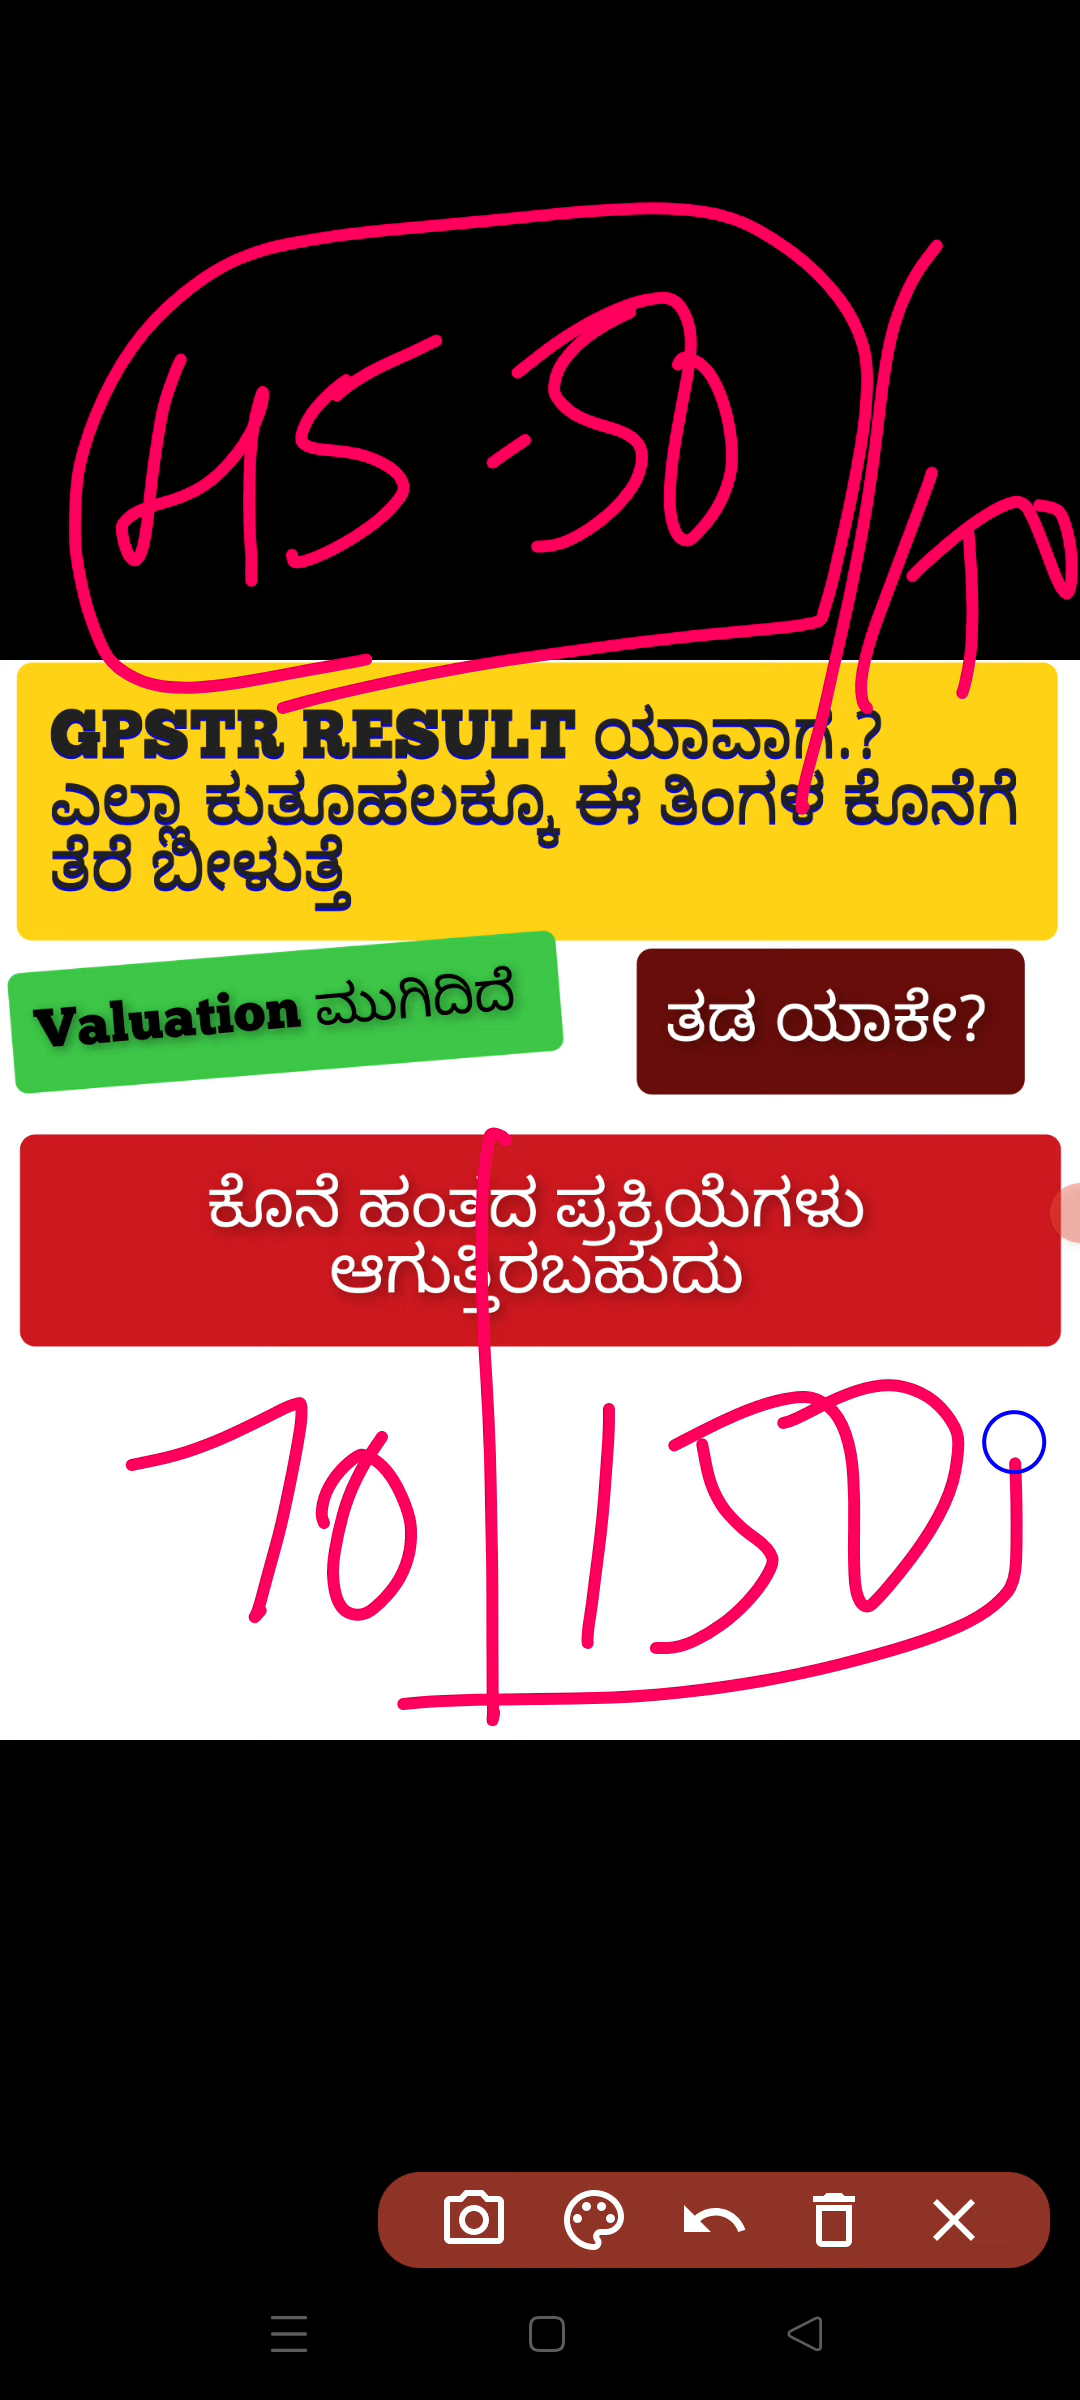 45-50
GPSTR RESULT ಯಾವಾಗ.?
ಎಲ್ಲಾ ಕುತೂಹಲಕ್ಕೂ ಈ ತಿಂಗಳ ಕೊನೆಗೆ
ತೆರೆ ಬೀಳುತ್ತೆ
Valuation ಮುಗಿದಿದೆ
ತಡ ಯಾಕೇ?
ಕೊನೆ ಹಂತದ ಪ್ರಕ್ರಿಯೆಗಳು
ಆಗುತ್ತಿರಬಹುದು
70 150